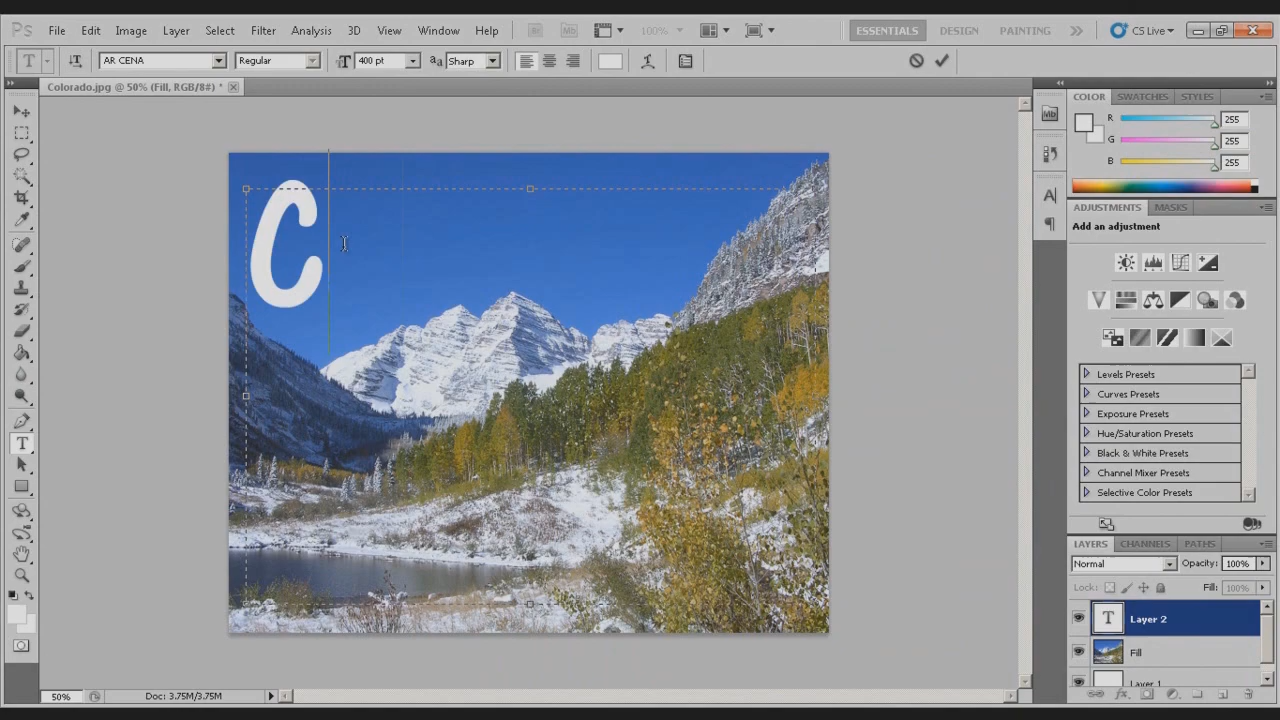 Ps File Edit Image Layer Select Filter Analysis 3D View Window Help Br Mb 100% ESSENTIALS DESIGN PAINTING CS Live
T AR CENA Regular 400 pt Sharp
Colorado.jpg @ 50% (Fill, RGB/8#) *
COLOR SWATCHES STYLES
R 255
G 255
B 255
Mb
C
ADJUSTMENTS MASKS
Add an adjustment
Levels Presets
Curves Presets
Exposure Presets
Hue/Saturation Presets
Black & White Presets
Channel Mixer Presets
Selective Color Presets
LAYERS CHANNELS PATHS
Normal Opacity: 100%
Lock: Fill: 100%
T Layer 2
Fill
Layer 1
50% Doc: 3.75M/3.75M